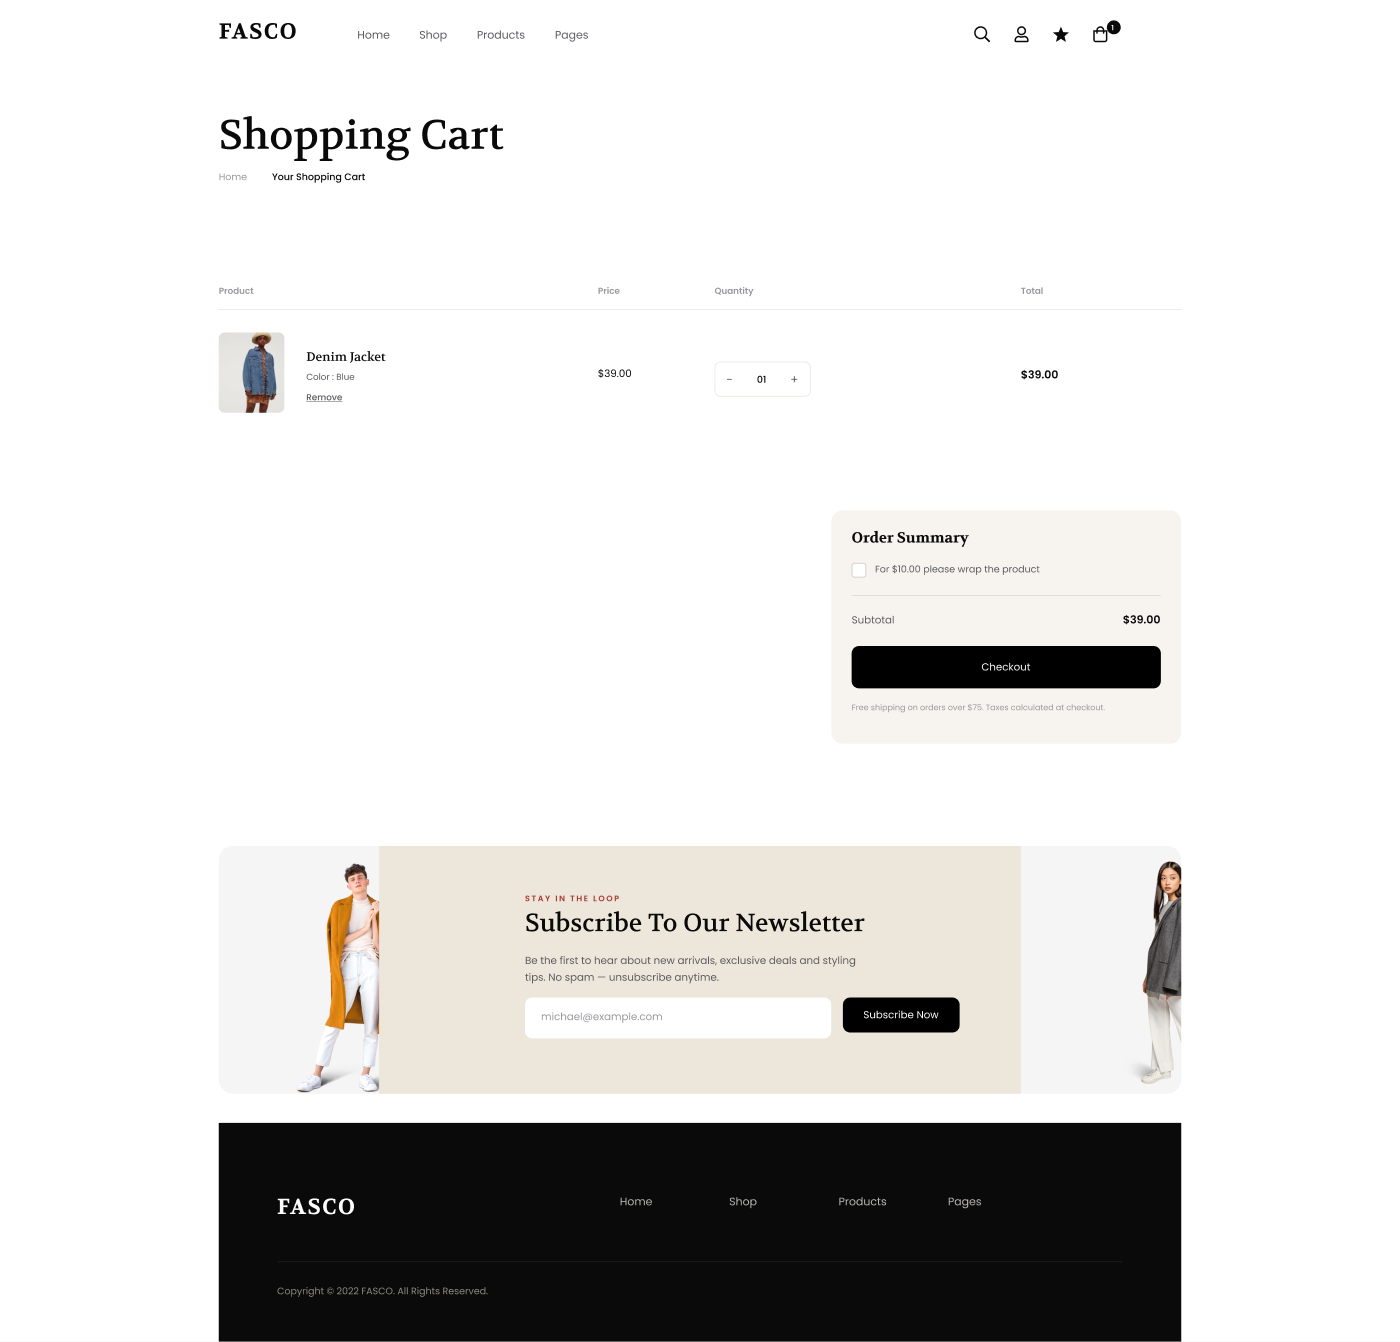 FASCO
Home Shop Products Pages
1
Shopping Cart
Home Your Shopping Cart
Product Price Quantity Total
Denim Jacket
Color : Blue
Remove
$39.00
- 01 +
$39.00
Order Summary
For $10.00 please wrap the product
Subtotal $39.00
Checkout
Free shipping on orders over $75. Taxes calculated at checkout.
STAY IN THE LOOP
Subscribe To Our Newsletter
Be the first to hear about new arrivals, exclusive deals and styling
tips. No spam — unsubscribe anytime.
michael@example.com
Subscribe Now
FASCO
Home Shop Products Pages
Copyright © 2022 FASCO. All Rights Reserved.